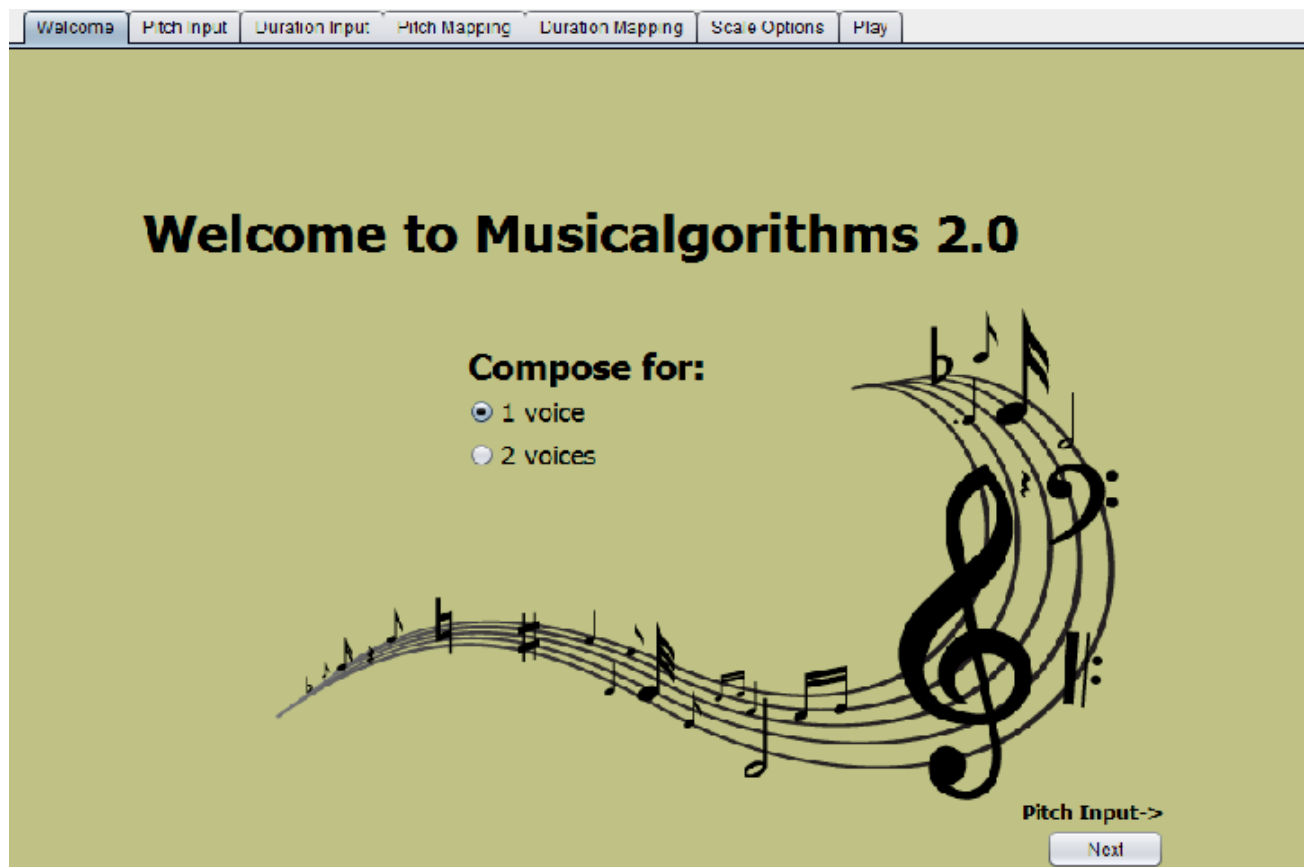 Welcome Pitch Input Duration Input Pitch Mapping Duration Mapping Scale Options Play
Welcome to Musicalgorithms 2.0
Compose for:
1 voice
2 voices
Pitch Input->
Next